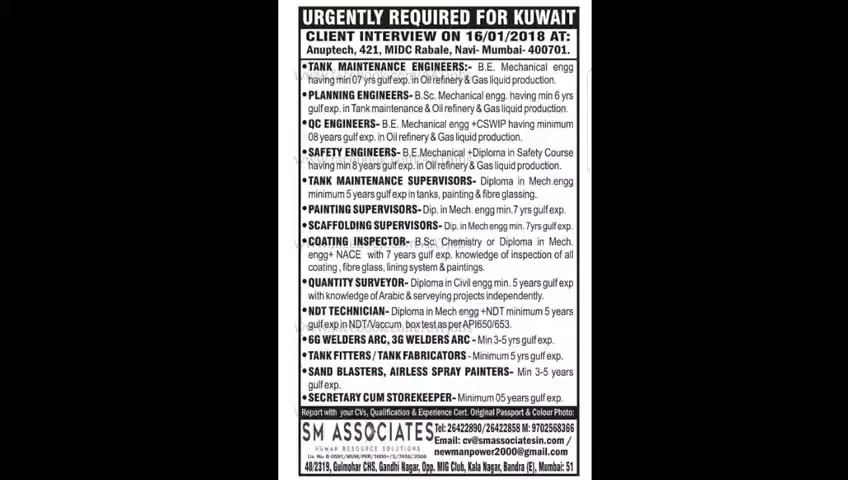 URGENTLY REQUIRED FOR KUWAIT
CLIENT INTERVIEW ON 16/01/2018 AT:
Anuptech, 421, MIDC Rabale, Navi- Mumbai- 400701.
• TANK MAINTENANCE ENGINEERS:- B.E. Mechanical engg
having min 07 yrs gulf exp. in Oil refinery & Gas liquid production.
• PLANNING ENGINEERS- B.Sc. Mechanical engg. having min 6 yrs
gulf exp. in Tank maintenance & Oil refinery & Gas liquid production.
• QC ENGINEERS- B.E. Mechanical engg +CSWIP having minimum
08 years gulf exp. in Oil refinery & Gas liquid production.
• SAFETY ENGINEERS- B.E.Mechanical +Diploma in Safety Course
having min 8 years gulf exp. in Oil refinery & Gas liquid production.
• TANK MAINTENANCE SUPERVISORS- Diploma in Mech.engg
minimum 5 years gulf exp in tanks, painting & fibre glassing.
• PAINTING SUPERVISORS- Dip. in Mech. engg min.7 yrs gulf exp.
• SCAFFOLDING SUPERVISORS- Dip. in Mech engg min. 7yrs gulf exp.
• COATING INSPECTOR- B.Sc. Chemistry or Diploma in Mech.
engg+ NACE with 7 years gulf exp. knowledge of inspection of all
coating , fibre glass, lining system & paintings.
• QUANTITY SURVEYOR- Diploma in Civil engg min. 5 years gulf exp
with knowledge of Arabic & serveying projects independently.
• NDT TECHNICIAN- Diploma in Mech engg +NDT minimum 5 years
gulf exp in NDT/Vaccum box test as per API650/653.
• 6G WELDERS ARC, 3G WELDERS ARC - Min 3-5 yrs gulf exp.
• TANK FITTERS / TANK FABRICATORS - Minimum 5 yrs gulf exp.
• SAND BLASTERS, AIRLESS SPRAY PAINTERS- Min 3-5 years
gulf exp.
• SECRETARY CUM STOREKEEPER- Minimum 05 years gulf exp.
Report with your CVs, Qualification & Experience Cert. Original Passport & Colour Photo:
SM ASSOCIATES
HUMAN RESOURCE SOLUTIONS
Tel: 26422890/26422858 M: 9702568366
Email: cv@smassociatesin.com /
newmanpower2000@gmail.com
48/2319, Gulmohar CHS, Gandhi Nagar, Opp. MIG Club, Kala Nagar, Bandra (E), Mumbai: 51